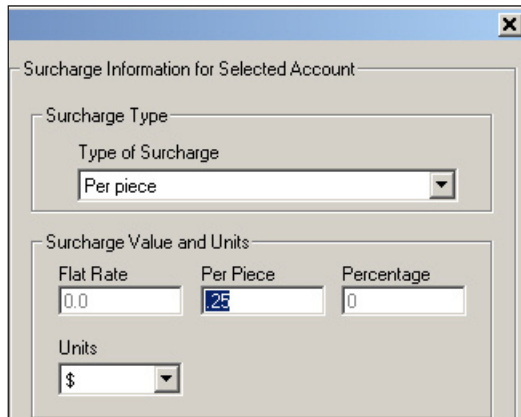 Surcharge Information for Selected Account
Surcharge Type
Type of Surcharge
Per piece
Surcharge Value and Units
Flat Rate Per Piece Percentage
0.0 .25 0
Units
$